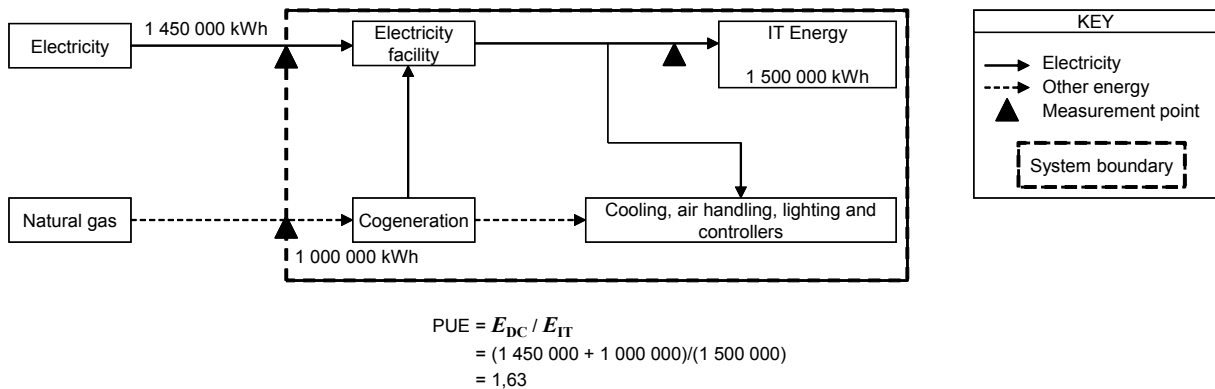 1 450 000 kWh
Electricity
Electricity
facility
IT Energy
1 500 000 kWh
Natural gas
Cogeneration
Cooling, air handling, lighting and
controllers
1 000 000 kWh
KEY
Electricity
Other energy
Measurement point
System boundary
PUE = E_DC / E_IT
= (1 450 000 + 1 000 000)/(1 500 000)
= 1,63